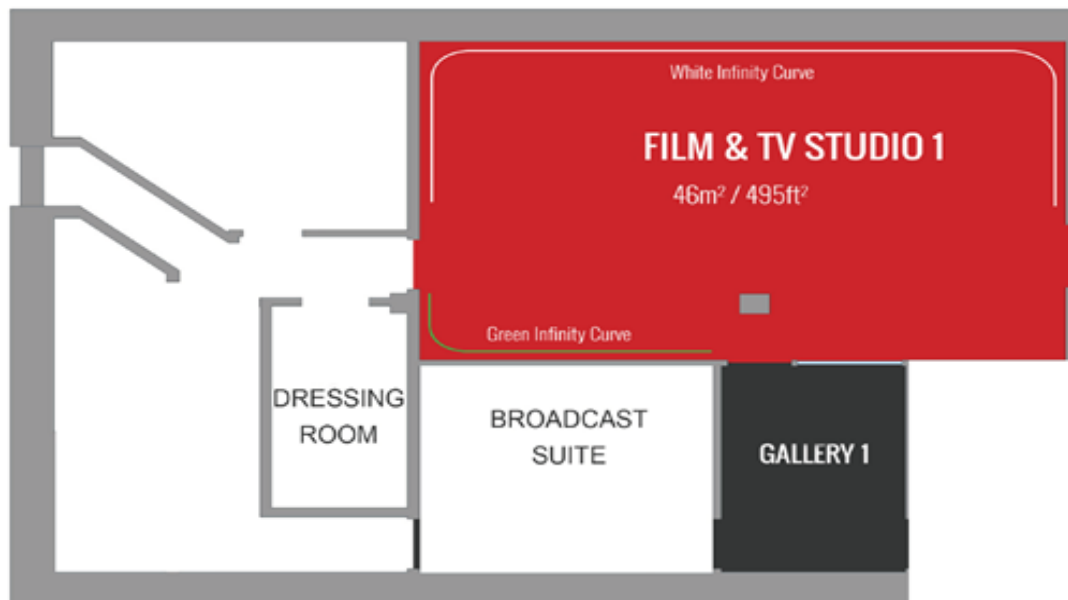 White Infinity Curve
FILM & TV STUDIO 1
46m² / 495ft²
Green Infinity Curve
DRESSING
ROOM
BROADCAST
SUITE
GALLERY 1